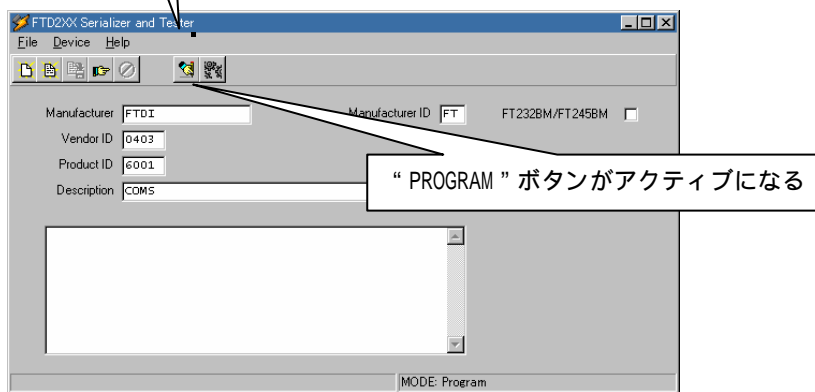 FTD2XX Serializer and Tester
File Device Help
Manufacturer FTDI Manufacturer ID FT FT232BM/FT245BM
Vendor ID 0403
Product ID 6001
Description COMS
“PROGRAM”ボタンがアクティブになる
MODE: Program